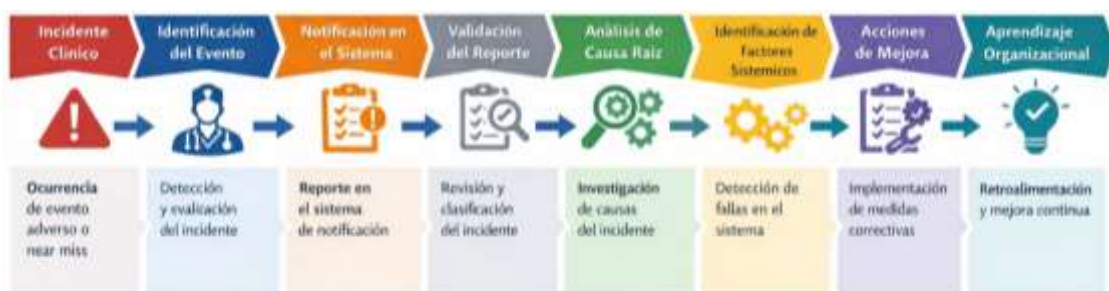 Incidente
Clínico
Identificación
del Evento
Notificación en
el Sistema
Validación
del Reporte
Análisis de
Causa Raiz
Identificación de
Factores
Sistemicos
Acciones
de Mejora
Aprendizaje
Organizacional
Ocurrencia
de evento
adverso o
near miss
Detección
y evalicación
del incidente
Reporte en
el sistema
de notificación
Revisión y
clasificación
del incidente
Investigación
de causas
del incidente
Detección de
fallas en el
sistema
Implementación
de medidas
correctivas
Retroalimentación
y mejora continua